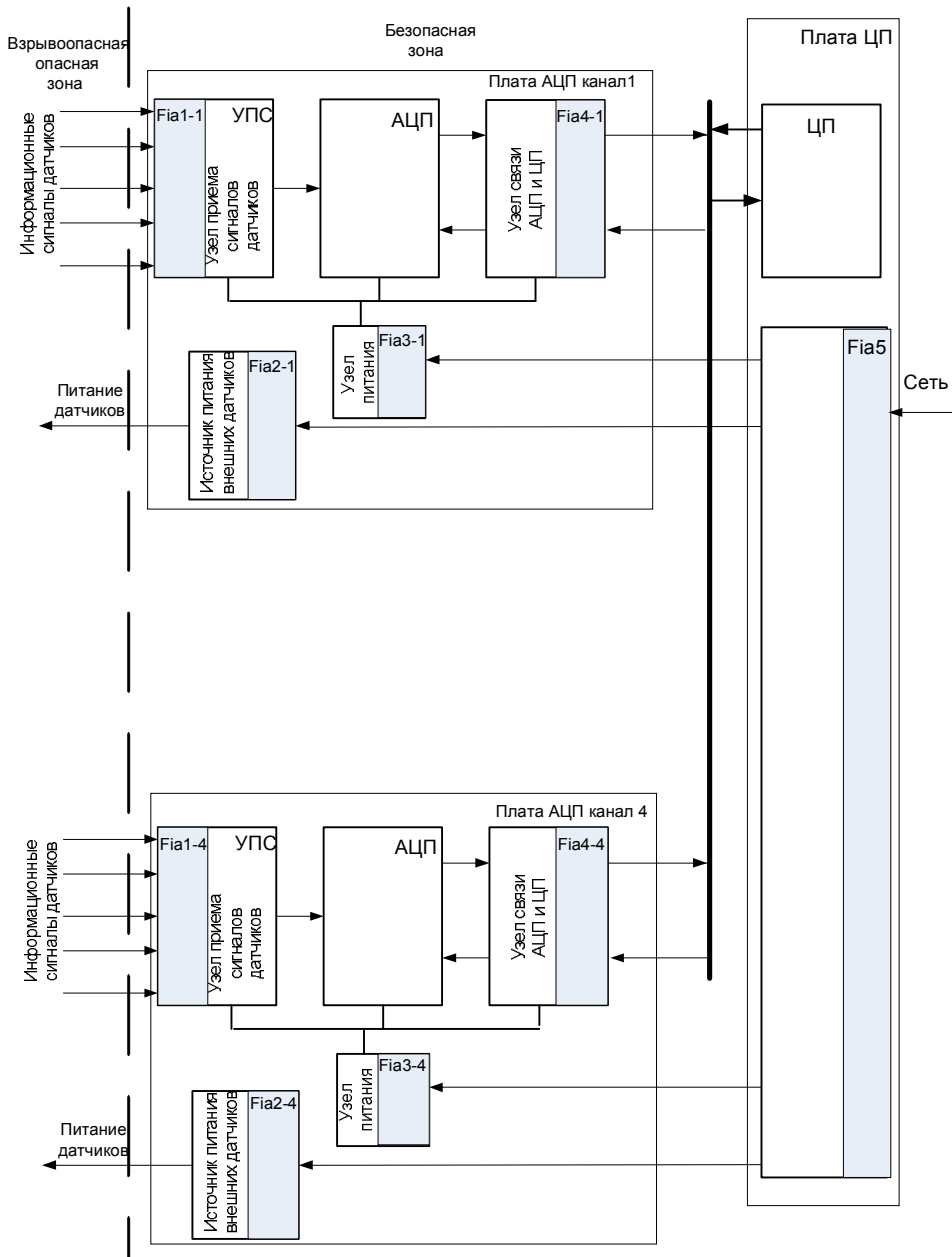 Взрывоопасная
опасная
зона
Безопасная
зона
Плата ЦП
Плата АЦП канал1
Информационные
сигналы датчиков
Fia1-1
УПС
Узел приема
сигналов
датчиков
АЦП
Fia4-1
Узел связи
АЦП и ЦП
ЦП
Узел
питания
Fia3-1
Fia5
Сеть
Питание
датчиков
Источник питания
внешних датчиков
Fia2-1
Плата АЦП канал 4
Информационные
сигналы датчиков
Fia1-4
УПС
Узел приема
сигналов
датчиков
АЦП
Fia4-4
Узел связи
АЦП и ЦП
Узел
питания
Fia3-4
Питание
датчиков
Источник питания
внешних датчиков
Fia2-4